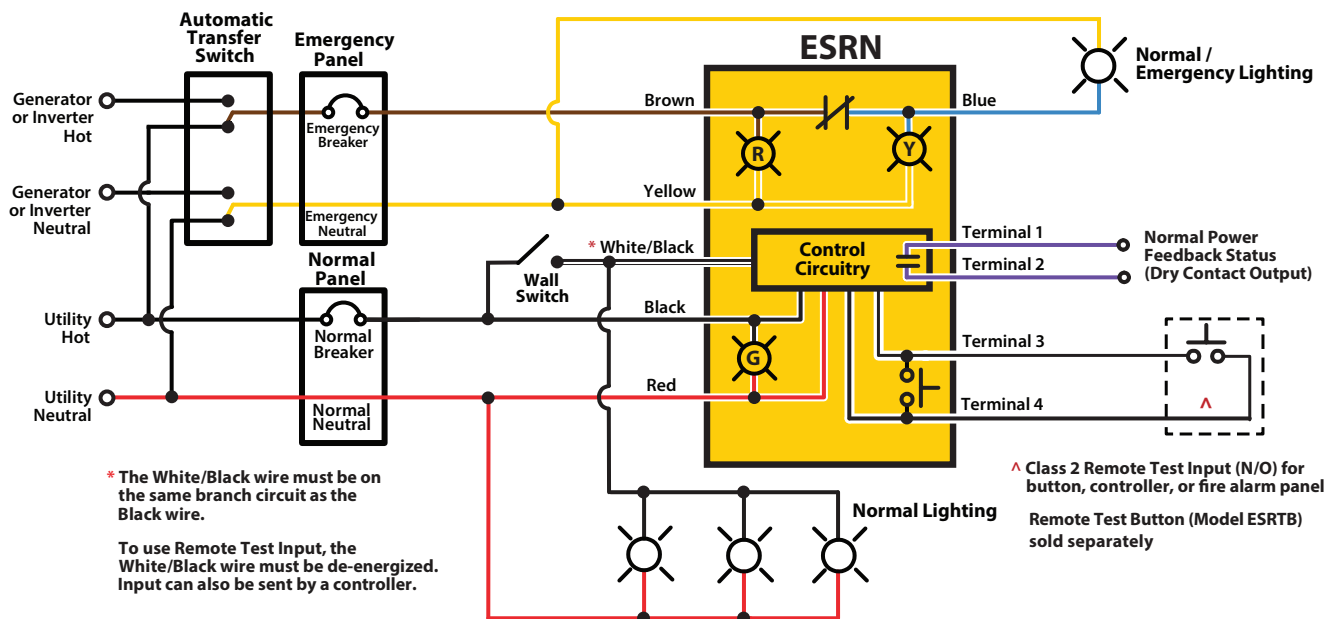 Automatic
Transfer
Switch
Emergency
Panel
ESRN
Normal /
Emergency Lighting
Generator
or Inverter
Hot
Brown
Blue
Emergency
Breaker
R
Y
Generator
or Inverter
Neutral
Yellow
Emergency
Neutral
Normal
Panel
* White/Black
Wall
Switch
Control
Circuitry
Terminal 1
Terminal 2
Normal Power
Feedback Status
(Dry Contact Output)
Utility
Hot
Normal
Breaker
Black
G
Terminal 3
Utility
Neutral
Red
Normal
Neutral
Terminal 4
^
* The White/Black wire must be on
the same branch circuit as the
Black wire.
To use Remote Test Input, the
White/Black wire must be de-energized.
Input can also be sent by a controller.
Normal Lighting
^ Class 2 Remote Test Input (N/O) for
button, controller, or fire alarm panel
Remote Test Button (Model ESRTB)
sold separately